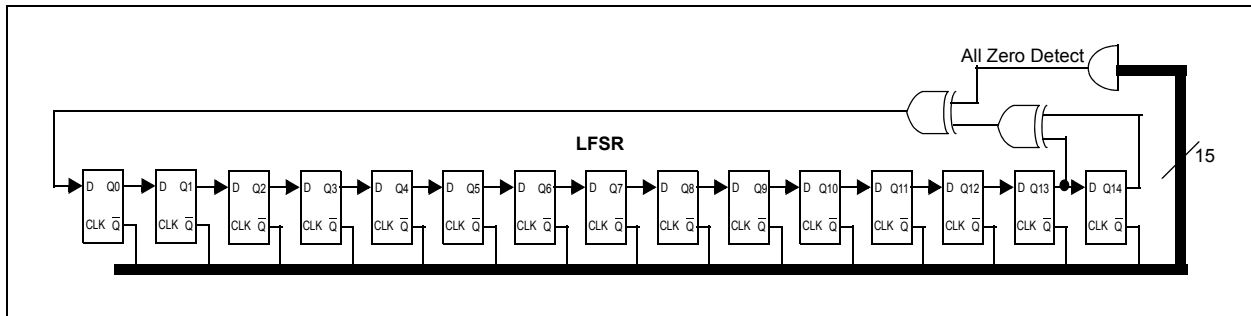 All Zero Detect
LFSR
15
D Q0 D Q1 D Q2 D Q3 D Q4 D Q5 D Q6 D Q7 D Q8 D Q9 D Q10 D Q11 D Q12 D Q13 D Q14
CLK Q̅ CLK Q̅ CLK Q̅ CLK Q̅ CLK Q̅ CLK Q̅ CLK Q̅ CLK Q̅ CLK Q̅ CLK Q̅ CLK Q̅ CLK Q̅ CLK Q̅ CLK Q̅ CLK Q̅